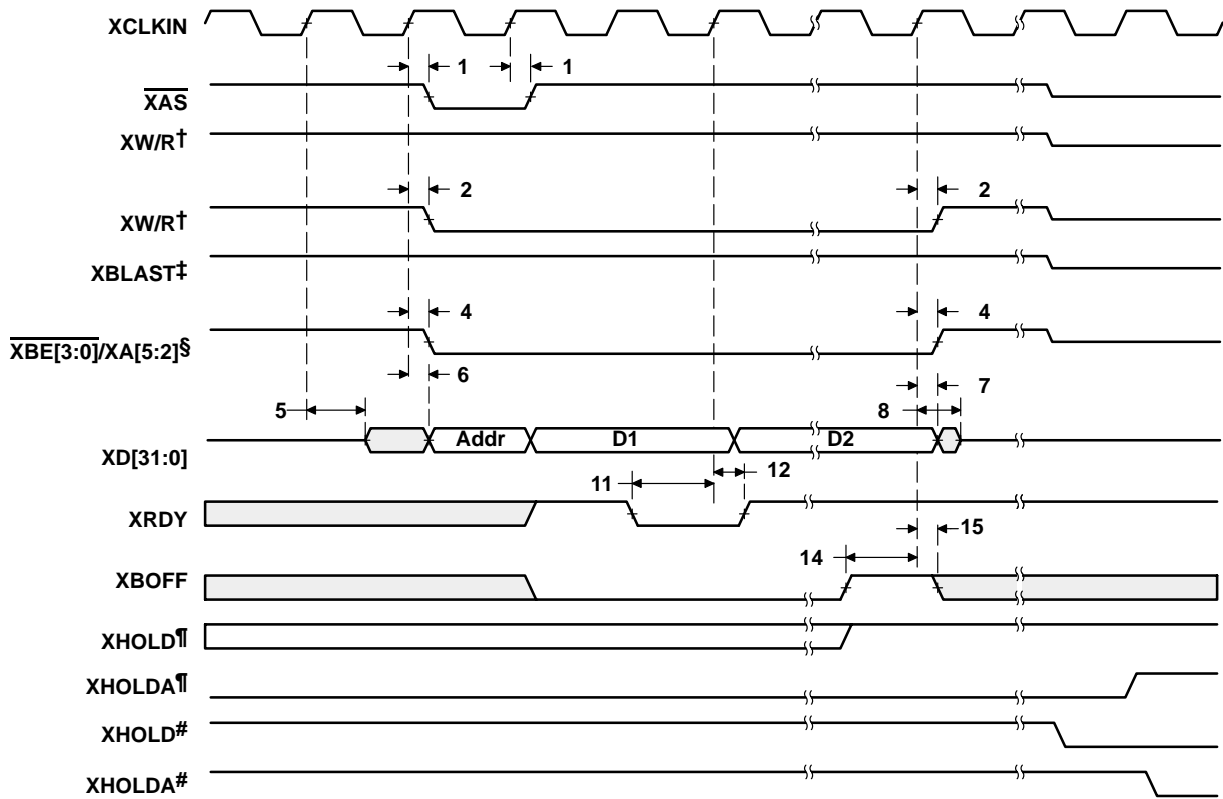 XCLKIN
1 1
XAS
XW/R†
2 2
XW/R†
XBLAST‡
4 4
XBE[3:0]/XA[5:2]§
6 7
5 8
Addr D1 D2
XD[31:0]
11 12
XRDY
15
14
XBOFF
XHOLD¶
XHOLDA¶
XHOLD#
XHOLDA#